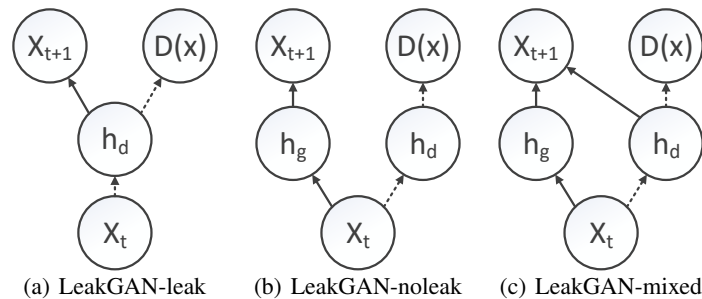 X_{t+1} D(x) X_{t+1} D(x) X_{t+1} D(x)
h_d h_g h_d h_g h_d
X_t X_t X_t
(a) LeakGAN-leak (b) LeakGAN-noleak (c) LeakGAN-mixed